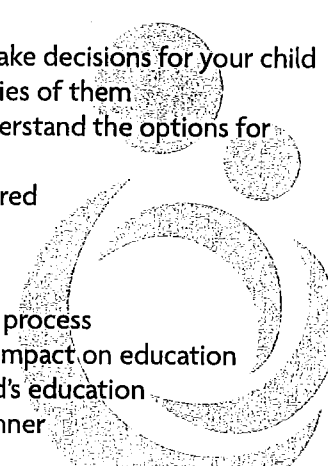 ake decisions for your child
ies of them
erstand the options for
red
process
mpact on education
d's education
nner